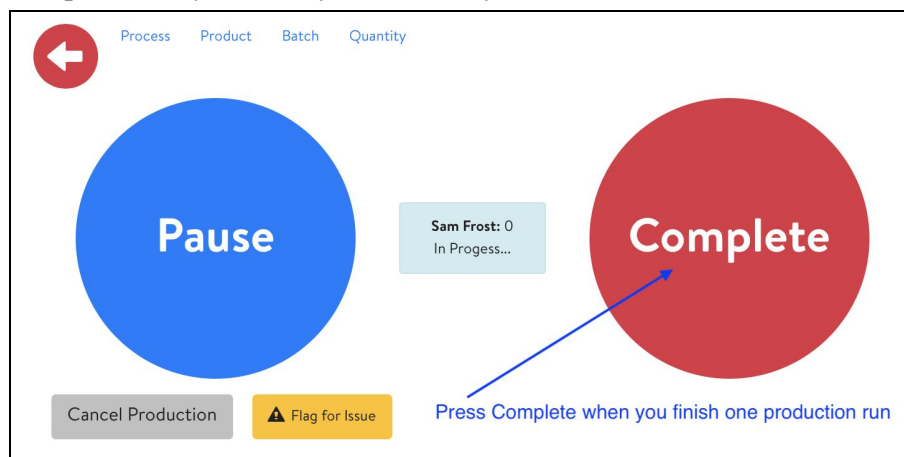 Process Product Batch Quantity
Pause
Sam Frost: 0
In Progess...
Complete
Cancel Production
Flag for Issue
Press Complete when you finish one production run